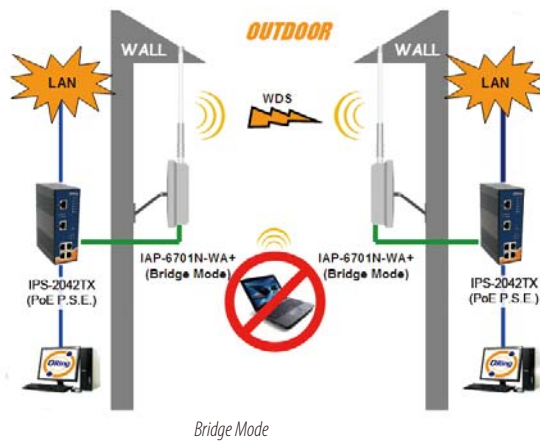 OUTDOOR
WALL
WALL
LAN
LAN
WDS
IAP-6701N-WA+
(Bridge Mode)
IAP-6701N-WA+
(Bridge Mode)
IPS-2042TX
(PoE P.S.E.)
IPS-2042TX
(PoE P.S.E.)
ORing
ORing
Bridge Mode